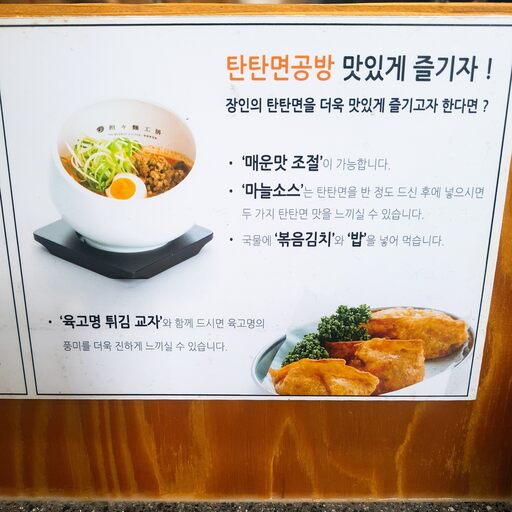 탄탄면공방 맛있게 즐기자 !
장인의 탄탄면을 더욱 맛있게 즐기고자 한다면 ?
担々麺工房
• ‘매운맛 조절’이 가능합니다.
• ‘마늘소스’는 탄탄면을 반 정도 드신 후에 넣으시면
두 가지 탄탄면 맛을 느끼실 수 있습니다.
• 국물에 ‘볶음김치’와 ‘밥’을 넣어 먹습니다.
• ‘육고명 튀김 교자’와 함께 드시면 육고명의
풍미를 더욱 진하게 느끼실 수 있습니다.